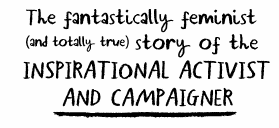 The fantastically feminist
(and totally true) story of the
INSPIRATIONAL ACTIVIST
AND CAMPAIGNER